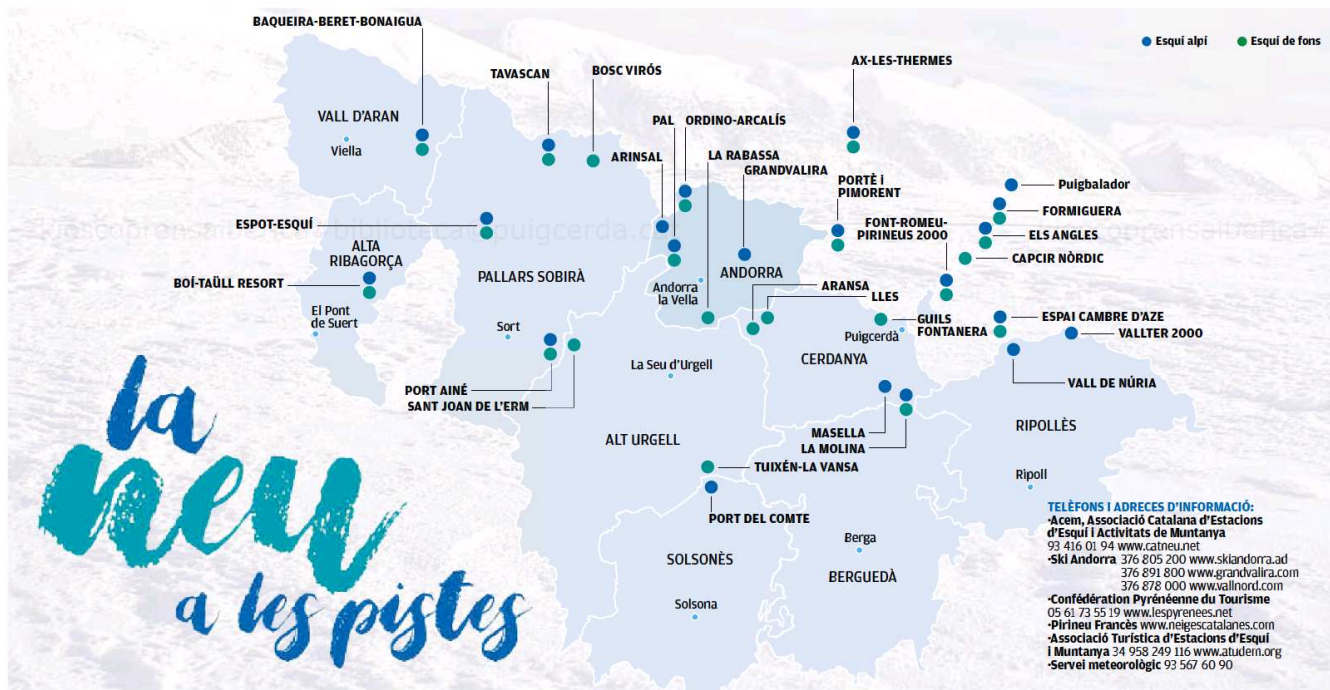 BAQUEIRA-BERET-BONAIGUA
Esquí alpí
Esquí de fons
TAVASCAN
BOSC VIRÓS
AX-LES-THERMES
VALL D'ARAN
Viella
PAL
ORDINO-ARCALÍS
ARINSAL
LA RABASSA
GRANDVALIRA
PORTÈ i
PIMORENT
Puigbalador
FORMIGUERA
ESPOT-ESQUÍ
FONT-ROMEU-
PIRINEUS 2000
ELS ANGLES
CAPCIR NÒRDIC
ALTA
RIBAGORÇA
PALLARS SOBIRÀ
ANDORRA
Andorra
la Vella
BOÍ-TAÜLL RESORT
ARANSA
LLES
El Pont
de Suert
Sort
GUILS
FONTANERA
Puigcerdà
ESPAI CAMBRE D'AZE
VALLTER 2000
CERDANYA
La Seu d'Urgell
VALL DE NÚRIA
PORT AINÉ
SANT JOAN DE L'ERM
MASELLA
LA MOLINA
RIPOLLÈS
ALT URGELL
TUIXÉN-LA VANSA
Ripoll
PORT DEL COMTE
Berga
BERGUEDÀ
SOLSONÈS
Solsona
la
neu
a les pistes
TELÈFONS I ADRECES D'INFORMACIÓ:
·Acem, Associació Catalana d'Estacions
d'Esquí i Activitats de Muntanya
93 416 01 94 www.catneu.net
·Ski Andorra 376 805 200 www.skiandorra.ad
376 891 800 www.grandvalira.com
376 878 000 www.vallnord.com
·Confédération Pyrénéenne du Tourisme
05 61 73 55 19 www.lespyrenees.net
·Pirineu Francès www.neigescatalanes.com
·Associació Turística d'Estacions d'Esquí
i Muntanya 34 958 249 116 www.atudem.org
·Servei meteorològic 93 567 60 90